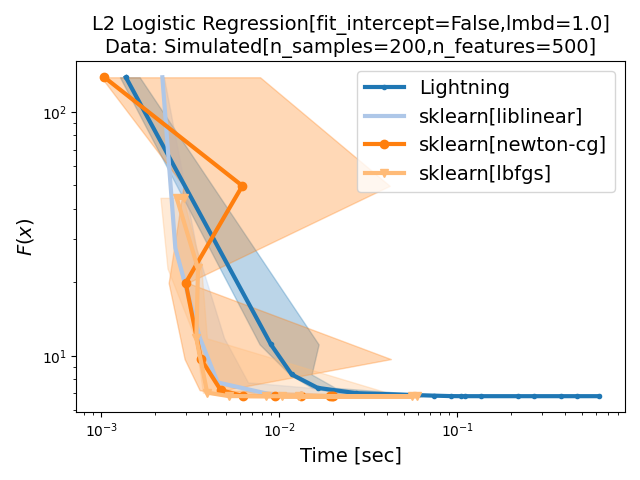 L2 Logistic Regression[fit_intercept=False,lmbd=1.0]
Data: Simulated[n_samples=200,n_features=500]
Lightning
sklearn[liblinear]
sklearn[newton-cg]
sklearn[lbfgs]
F(x)
10²
10¹
10⁻³ 10⁻² 10⁻¹
Time [sec]